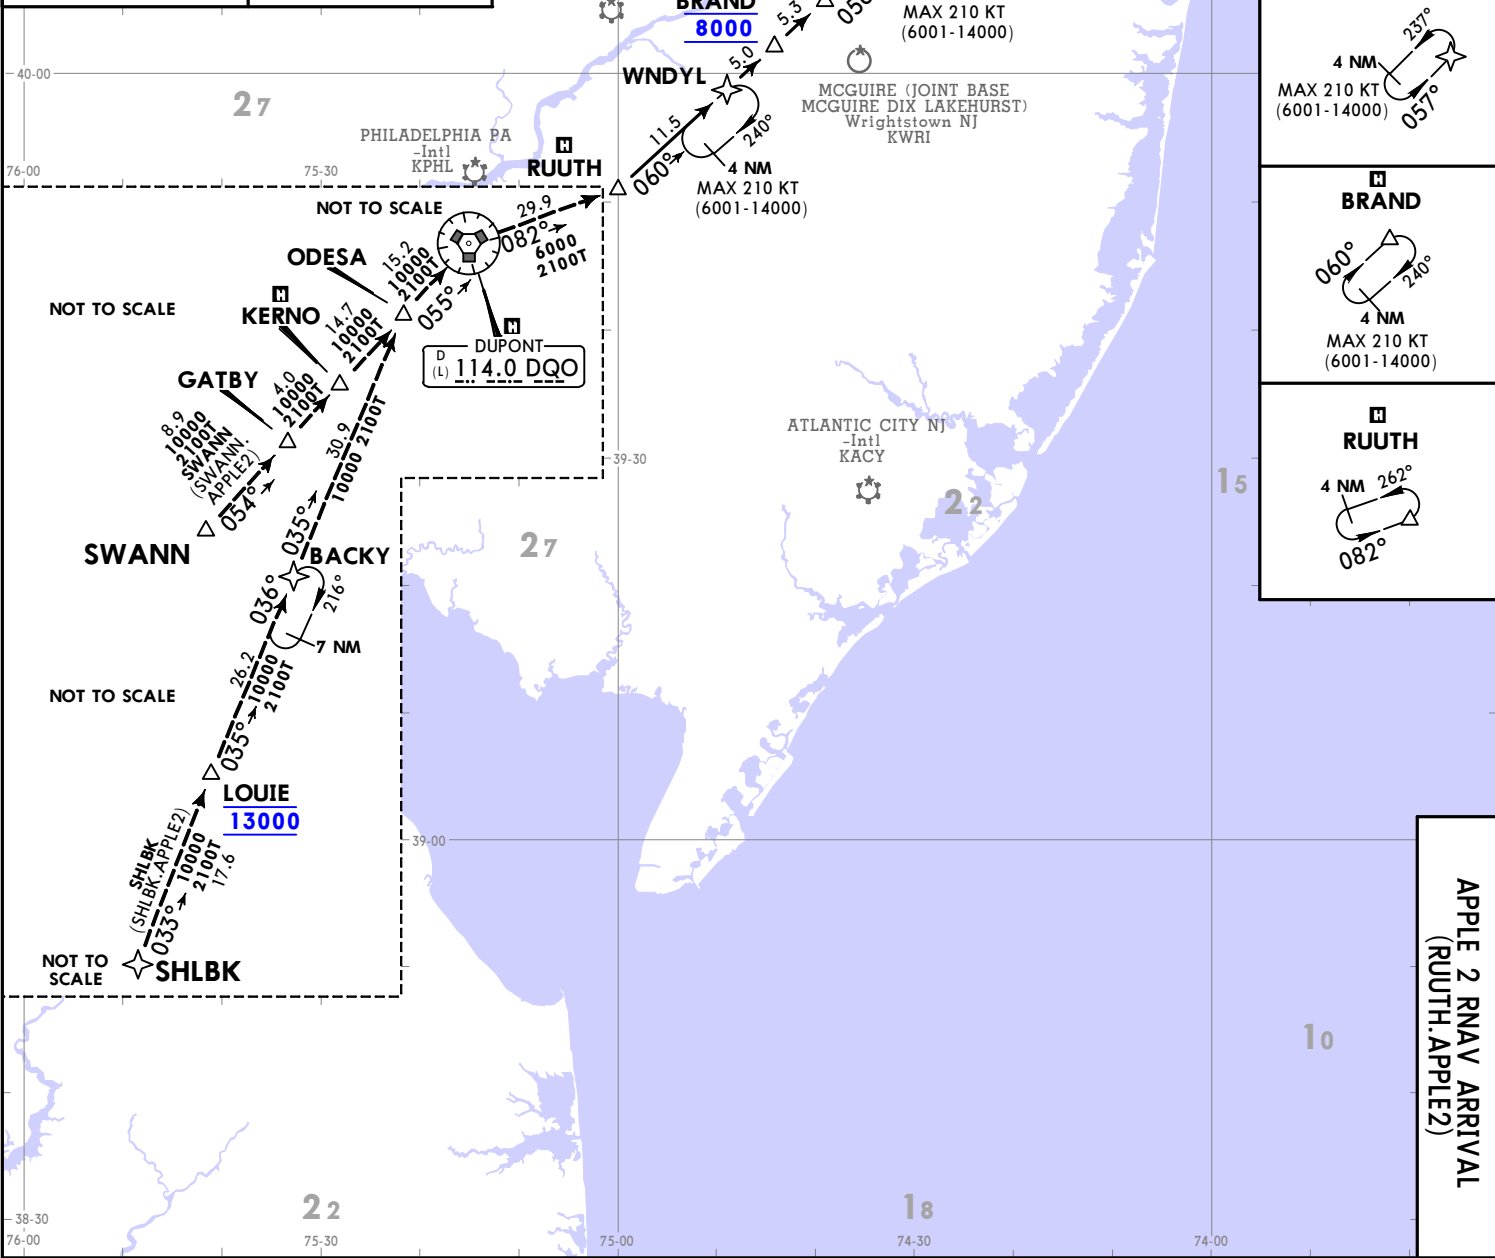 BRAND
8000
5.3
MAX 210 KT
(6001-14000)
5.0
WNDYL
40-00
27
MCGUIRE (JOINT BASE
MCGUIRE DIX LAKEHURST)
Wrightstown NJ
KWRI
PHILADELPHIA PA
-Intl
KPHL
H
RUUTH
11.5
060°
240°
4 NM
MAX 210 KT
(6001-14000)
76-00
75-30
NOT TO SCALE
29.9
082°
6000
2100T
ODESA
15.2
10000
2100T
055°
NOT TO SCALE
H
KERNO
14.7
10000
2100T
H
DUPONT
D
(L)
114.0 DQO
GATBY
4.0
10000
2100T
8.9
10000
2100T
SWANN
(SWANN.
APPLE2)
054°
SWANN
30.9
10000 2100T
035°
BACKY
036°
216°
7 NM
26.2
10000
2100T
035°
NOT TO SCALE
LOUIE
13000
SHLBK
(SHLBK.APPLE2)
10000
2100T
17.6
033°
NOT TO
SCALE
SHLBK
39-30
27
ATLANTIC CITY NJ
-Intl
KACY
22
15
39-00
10
38-30
22
18
76-00
75-30
75-00
74-30
74-00
237°
4 NM
MAX 210 KT
(6001-14000)
057°
H
BRAND
060°
240°
4 NM
MAX 210 KT
(6001-14000)
H
RUUTH
4 NM
262°
082°
APPLE 2 RNAV ARRIVAL
(RUUTH.APPLE2)